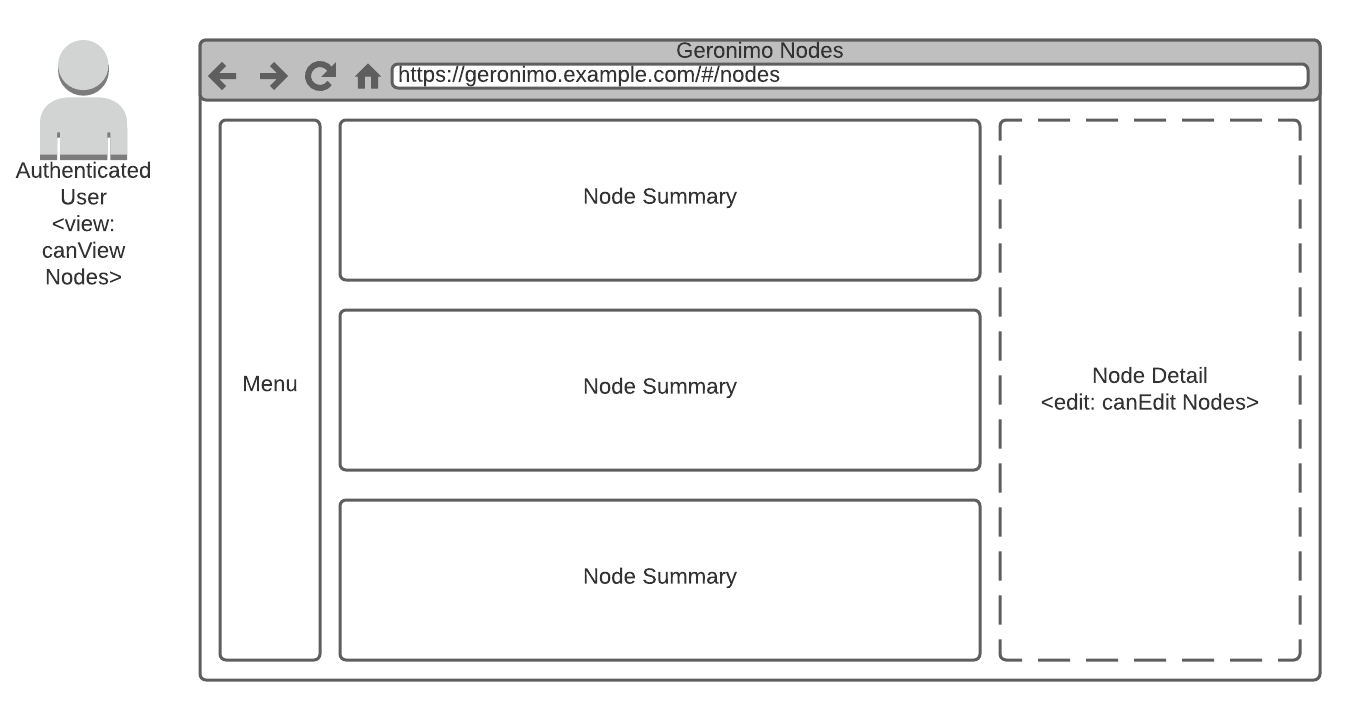 Geronimo Nodes
https://geronimo.example.com/#/nodes
Authenticated
User
<view:
canView
Nodes>
Menu
Node Summary
Node Summary
Node Summary
Node Detail
<edit: canEdit Nodes>